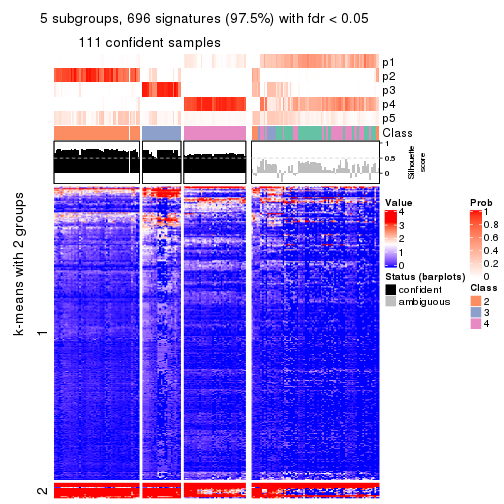 5 subgroups, 696 signatures (97.5%) with fdr < 0.05
111 confident samples
p1
p2
p3
p4
p5
Class
1
0.5
0
Silhouette
score
k-means with 2 groups
1
2
Value
4
3
2
1
0
Status (barplots)
confident
ambiguous
Prob
1
0.8
0.6
0.4
0.2
0
Class
2
3
4